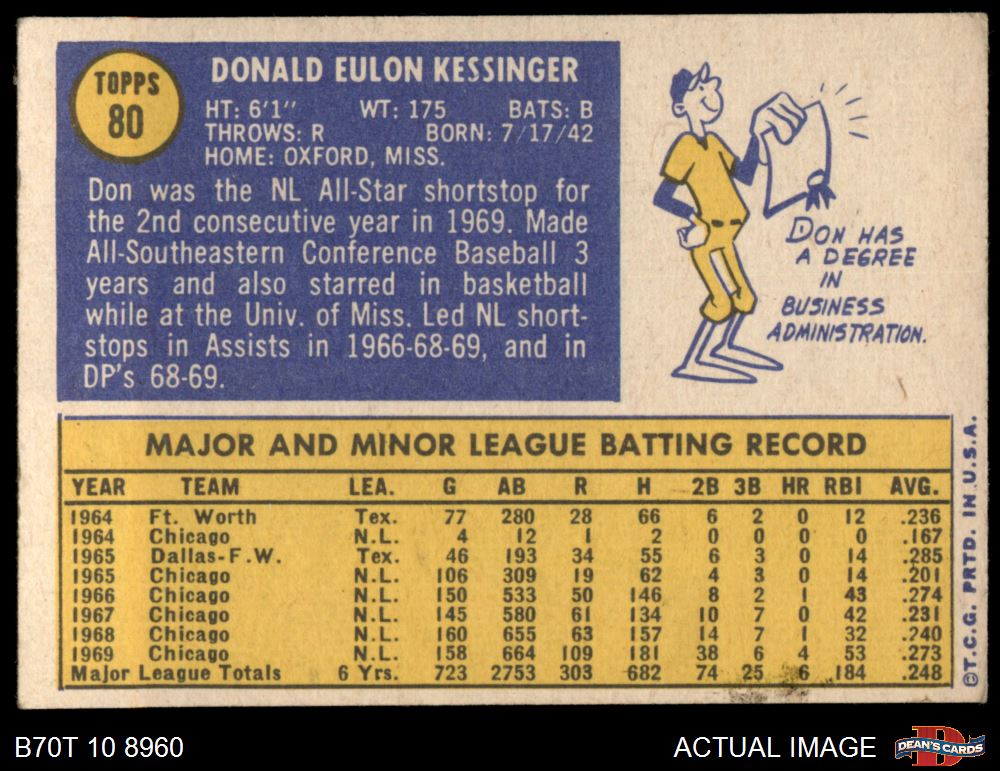 TOPPS
80
DONALD EULON KESSINGER
HT: 6'1" WT: 175 BATS: B
THROWS: R BORN: 7/17/42
HOME: OXFORD, MISS.
Don was the NL All-Star shortstop for
the 2nd consecutive year in 1969. Made
All-Southeastern Conference Baseball 3
years and also starred in basketball
while at the Univ. of Miss. Led NL short-
stops in Assists in 1966-68-69, and in
DP's 68-69.
DON HAS
A DEGREE
IN
BUSINESS
ADMINISTRATION.
MAJOR AND MINOR LEAGUE BATTING RECORD
YEAR TEAM LEA. G AB R H 2B 3B HR RBI AVG.
1964 Ft. Worth Tex. 77 280 28 66 6 2 0 12 .236
1964 Chicago N.L. 4 12 1 2 0 0 0 0 .167
1965 Dallas-F.W. Tex. 46 193 34 55 6 3 0 14 .285
1965 Chicago N.L. 106 309 19 62 4 3 0 14 .201
1966 Chicago N.L. 150 533 50 146 8 2 1 43 .274
1967 Chicago N.L. 145 580 61 134 10 7 0 42 .231
1968 Chicago N.L. 160 655 63 157 14 7 1 32 .240
1969 Chicago N.L. 158 664 109 181 38 6 4 53 .273
Major League Totals 6 Yrs. 723 2753 303 682 74 25 6 184 .248
©T.C.G. PRTD. IN U.S.A.
B70T 10 8960
ACTUAL IMAGE
D
DEAN'S CARDS